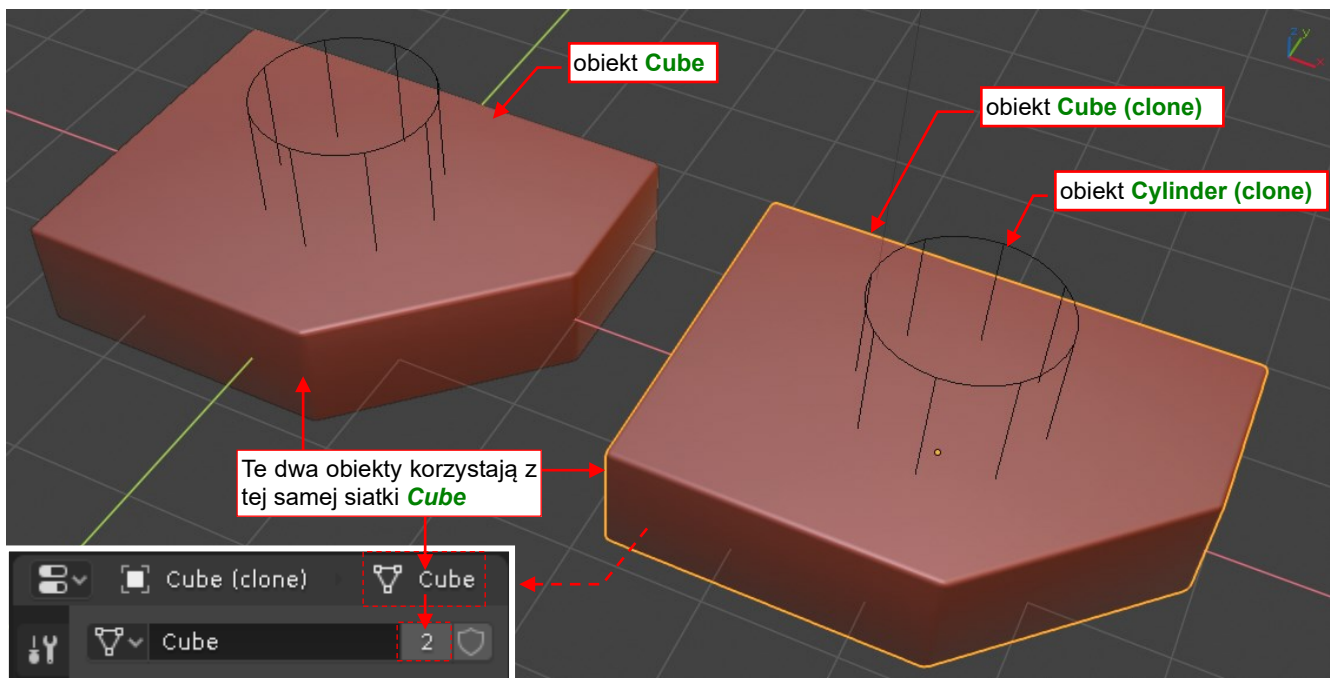 obiekt Cube
obiekt Cube (clone)
obiekt Cylinder (clone)
Te dwa obiekty korzystają z
tej samej siatki Cube
Cube (clone) Cube
Cube 2
z
y
x